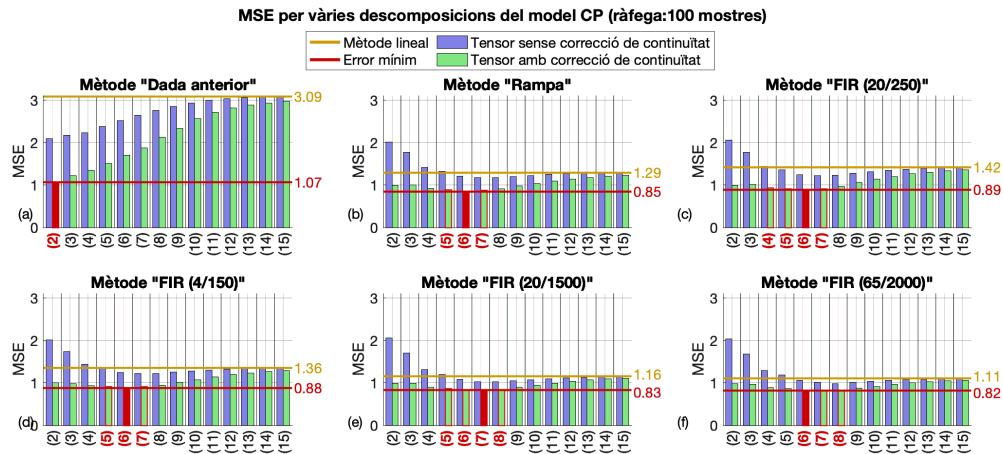 MSE per vàries descomposicions del model CP (ràfega:100 mostres)
Mètode lineal
Tensor sense correcció de continuïtat
Error mínim
Tensor amb correcció de continuïtat
Mètode "Dada anterior"
3
2
1
0
MSE
3.09
1.07
(a)
(2) (3) (4) (5) (6) (7) (8) (9) (10) (11) (12) (13) (14) (15)
Mètode "Rampa"
3
2
1
0
MSE
1.29
0.85
(b)
(2) (3) (4) (5) (6) (7) (8) (9) (10) (11) (12) (13) (14) (15)
Mètode "FIR (20/250)"
3
2
1
0
MSE
1.42
0.89
(c)
(2) (3) (4) (5) (6) (7) (8) (9) (10) (11) (12) (13) (14) (15)
Mètode "FIR (4/150)"
3
2
1
0
MSE
1.36
0.88
(d)
(2) (3) (4) (5) (6) (7) (8) (9) (10) (11) (12) (13) (14) (15)
Mètode "FIR (20/1500)"
3
2
1
0
MSE
1.16
0.83
(e)
(2) (3) (4) (5) (6) (7) (8) (9) (10) (11) (12) (13) (14) (15)
Mètode "FIR (65/2000)"
3
2
1
0
MSE
1.11
0.82
(f)
(2) (3) (4) (5) (6) (7) (8) (9) (10) (11) (12) (13) (14) (15)